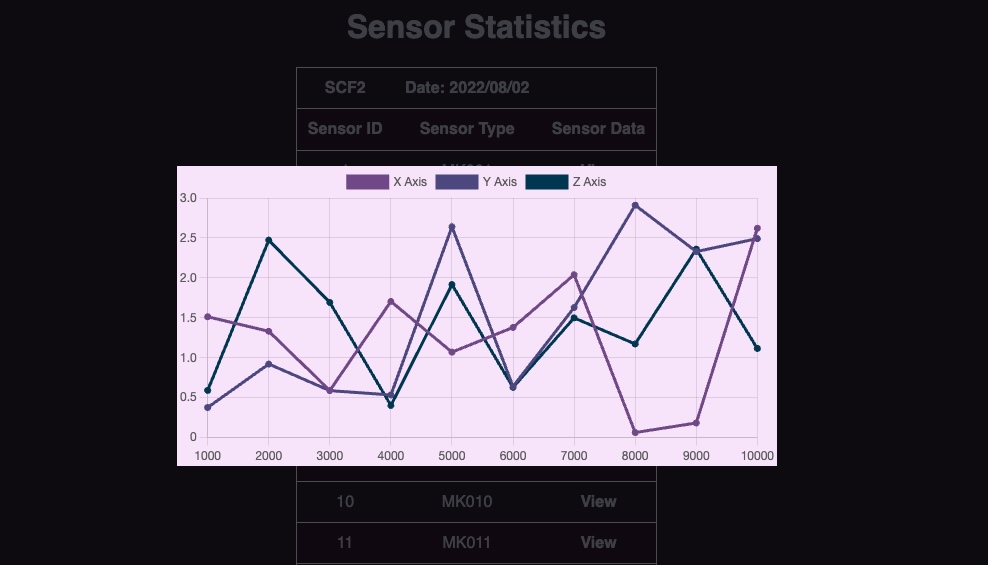 Sensor Statistics
SCF2 Date: 2022/08/02
Sensor ID Sensor Type Sensor Data
X Axis Y Axis Z Axis
3.0
2.5
2.0
1.5
1.0
0.5
0
1000 2000 3000 4000 5000 6000 7000 8000 9000 10000
10 MK010 View
11 MK011 View